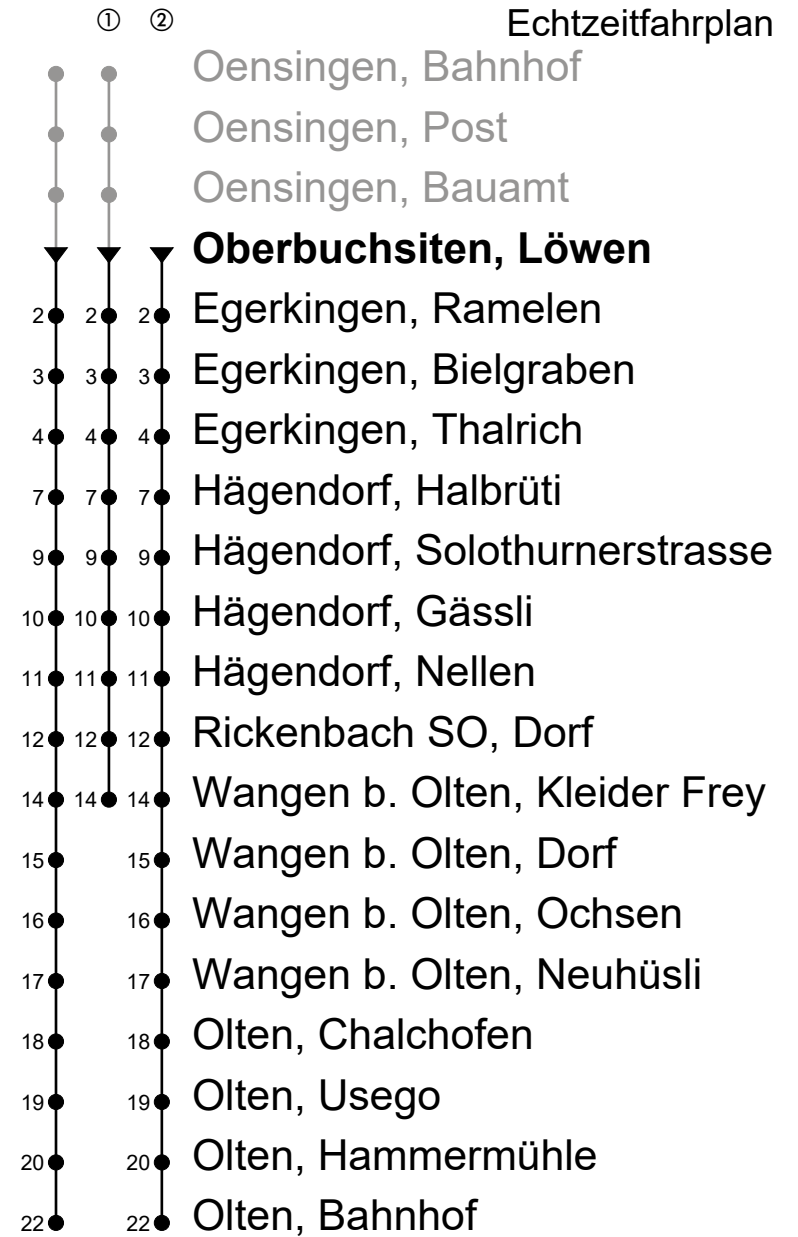 ① ② Echtzeitfahrplan
Oensingen, Bahnhof
Oensingen, Post
Oensingen, Bauamt
Oberbuchsiten, Löwen
2 2 2 Egerkingen, Ramelen
3 3 3 Egerkingen, Bielgraben
4 4 4 Egerkingen, Thalrich
7 7 7 Hägendorf, Halbrüti
9 9 9 Hägendorf, Solothurnerstrasse
10 10 10 Hägendorf, Gässli
11 11 11 Hägendorf, Nellen
12 12 12 Rickenbach SO, Dorf
14 14 14 Wangen b. Olten, Kleider Frey
15 15 Wangen b. Olten, Dorf
16 16 Wangen b. Olten, Ochsen
17 17 Wangen b. Olten, Neuhüsli
18 18 Olten, Chalchofen
19 19 Olten, Usego
20 20 Olten, Hammermühle
22 22 Olten, Bahnhof